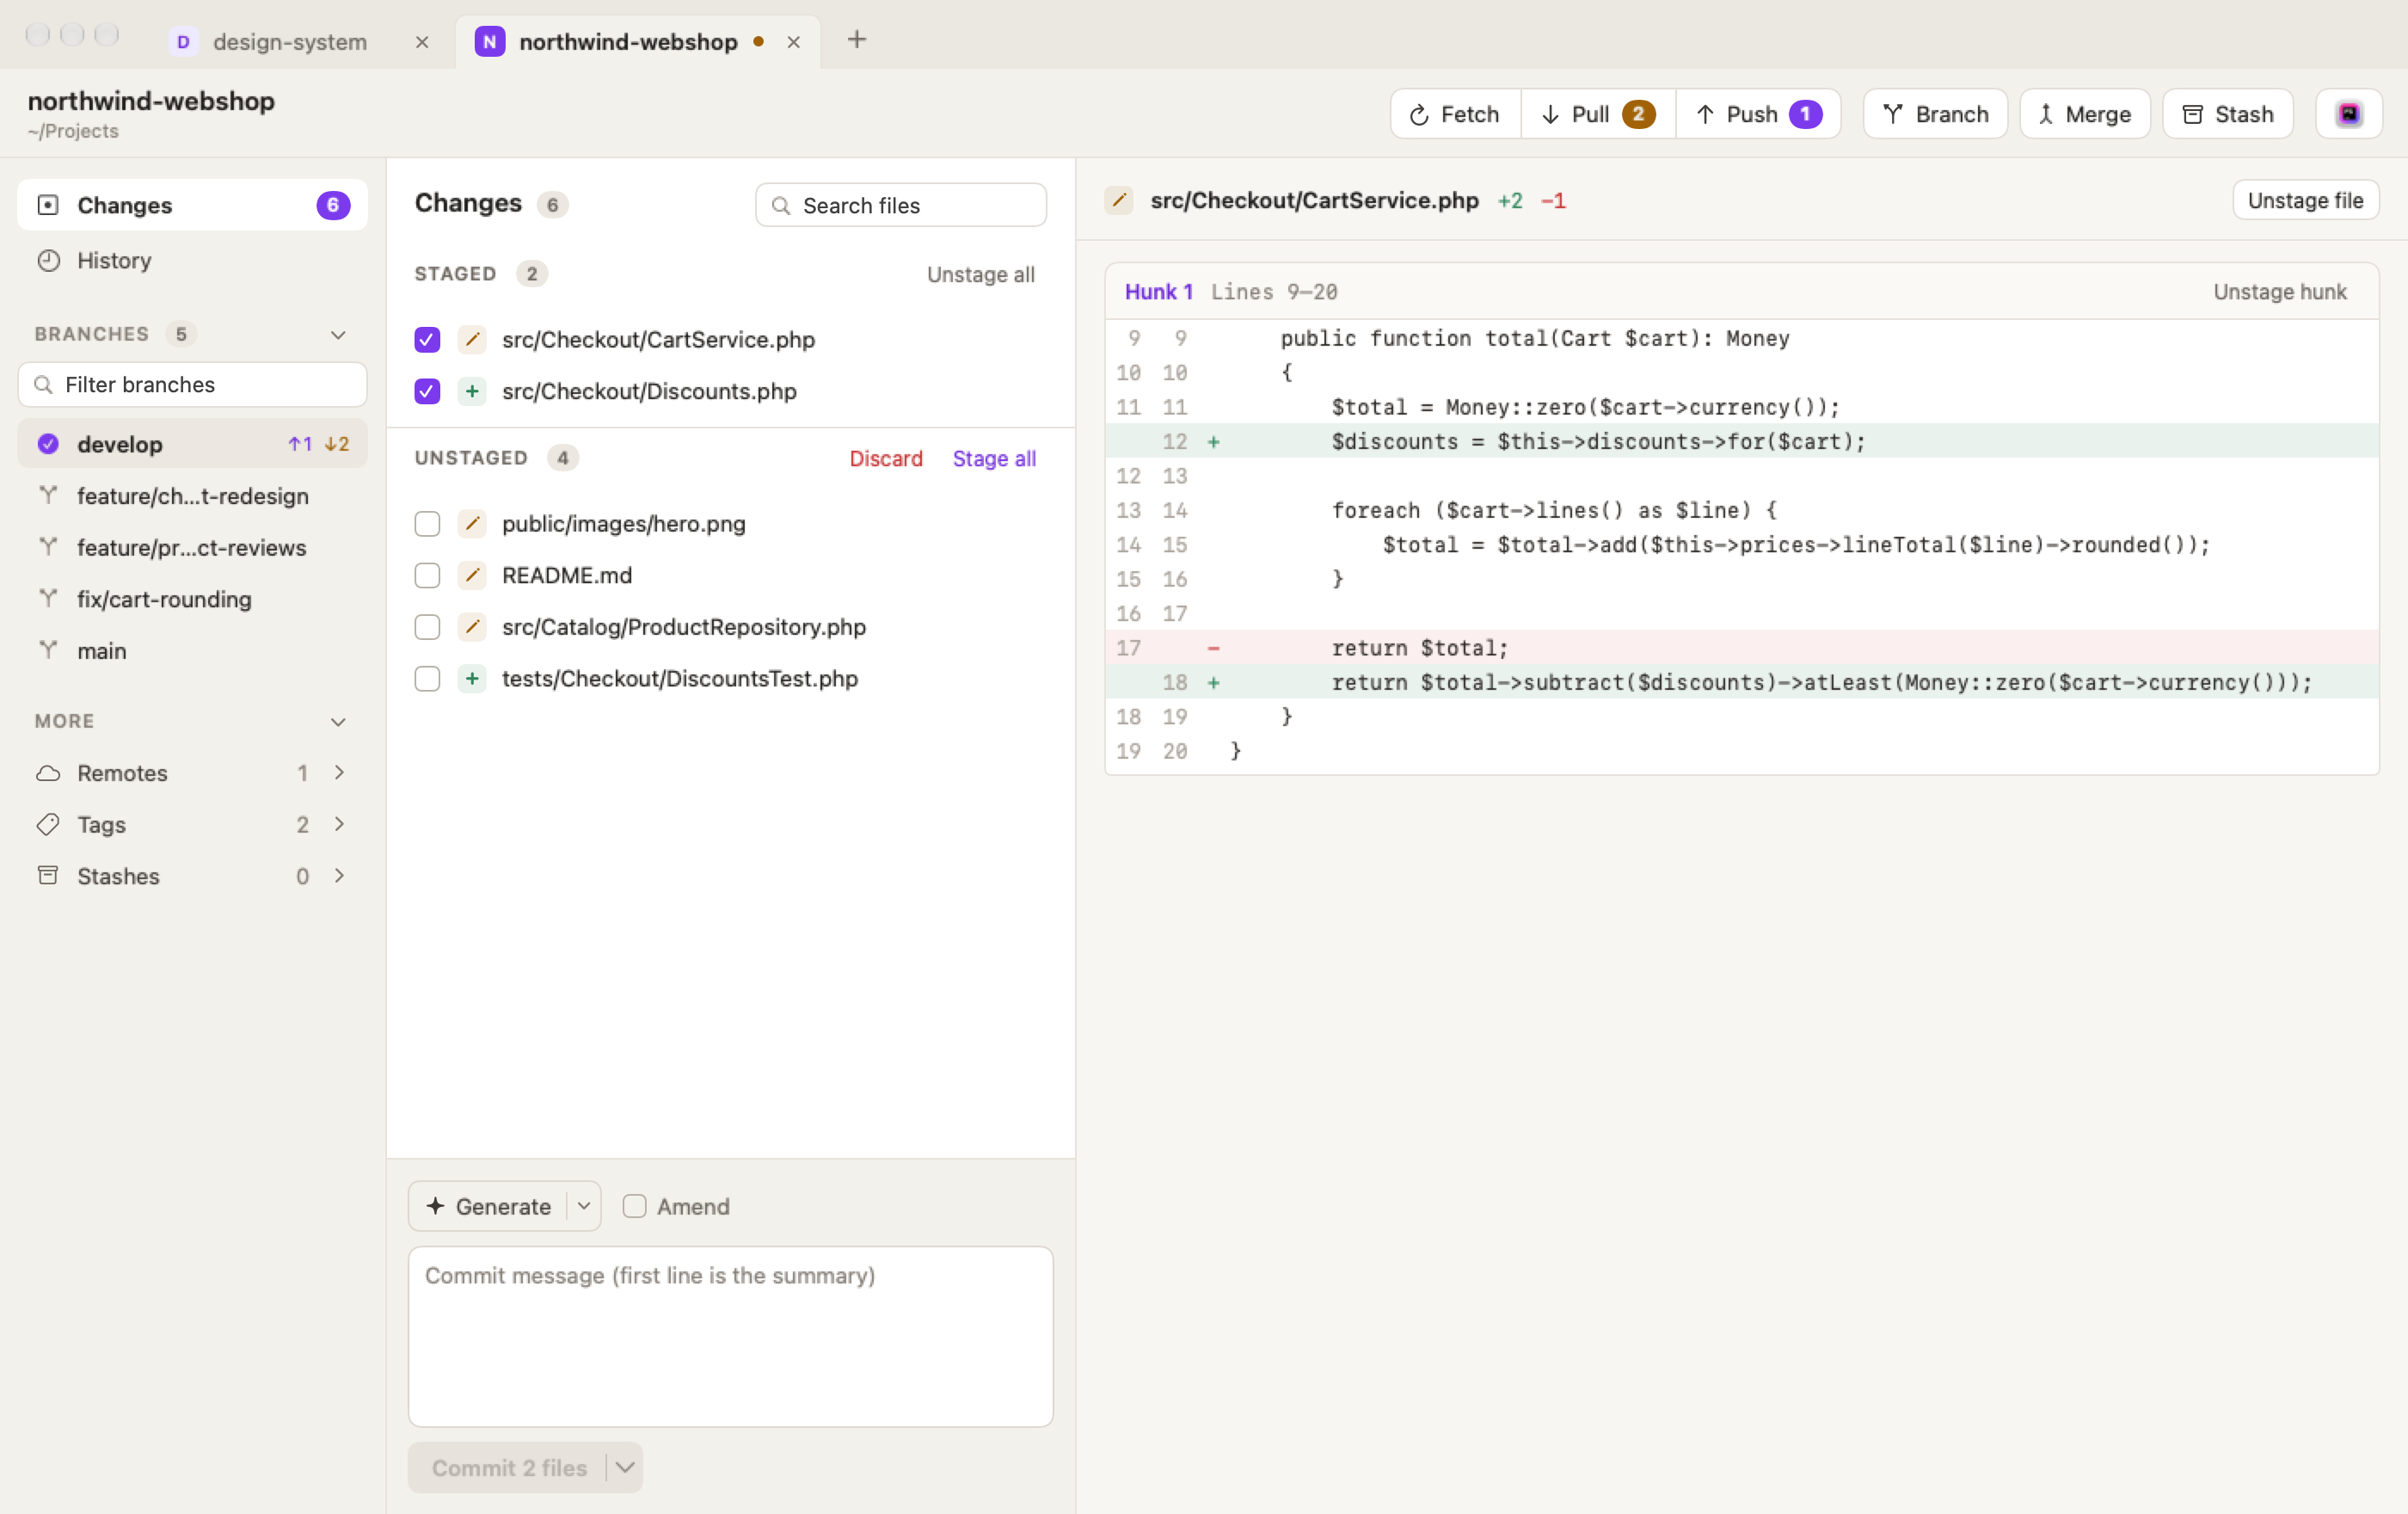 D design-system
N northwind-webshop
northwind-webshop
~/Projects
Fetch
Pull 2
Push 1
Branch
Merge
Stash
Changes 6
History
BRANCHES 5
Filter branches
develop ↑1 ↓2
feature/ch...t-redesign
feature/pr...ct-reviews
fix/cart-rounding
main
MORE
Remotes 1
Tags 2
Stashes 0
Changes 6
Search files
STAGED 2 Unstage all
src/Checkout/CartService.php
src/Checkout/Discounts.php
UNSTAGED 4 Discard Stage all
public/images/hero.png
README.md
src/Catalog/ProductRepository.php
tests/Checkout/DiscountsTest.php
Generate
Amend
Commit message (first line is the summary)
Commit 2 files
src/Checkout/CartService.php +2 −1
Unstage file
Hunk 1 Lines 9–20 Unstage hunk
9 9 public function total(Cart $cart): Money
10 10 {
11 11 $total = Money::zero($cart->currency());
12 + $discounts = $this->discounts->for($cart);
12 13
13 14 foreach ($cart->lines() as $line) {
14 15 $total = $total->add($this->prices->lineTotal($line)->rounded());
15 16 }
16 17
17 − return $total;
18 + return $total->subtract($discounts)->atLeast(Money::zero($cart->currency()));
18 19 }
19 20 }